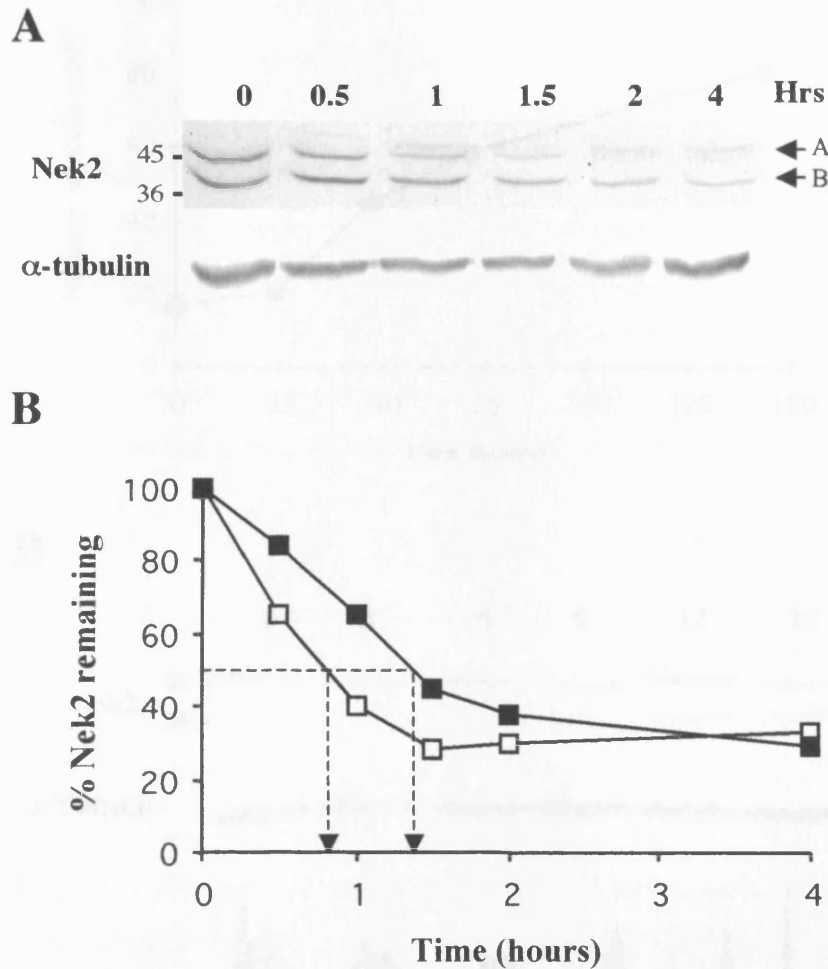 A
0 0.5 1 1.5 2 4 Hrs
Nek2
45
36
A
B
α-tubulin
B
% Nek2 remaining
100
80
60
40
20
0
0 1 2 3 4
Time (hours)